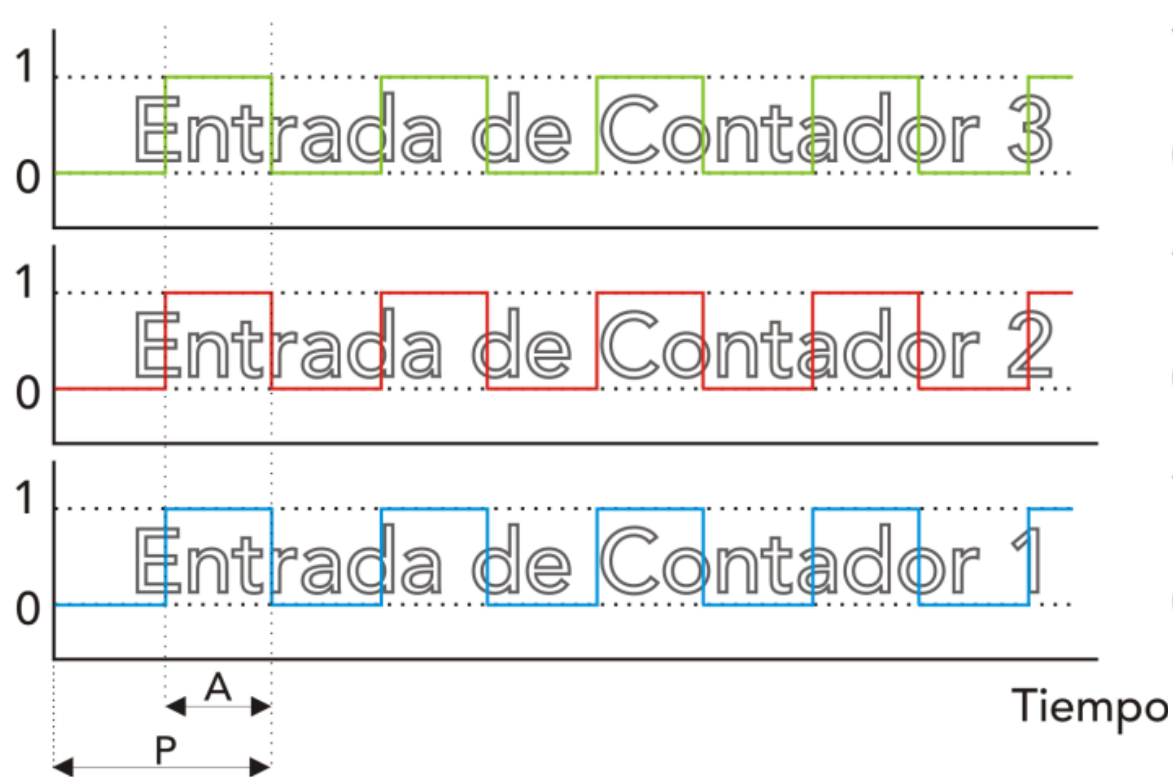 1
Entrada de Contador 3
0
1
Entrada de Contador 2
0
1
Entrada de Contador 1
0
A
Tiempo
P